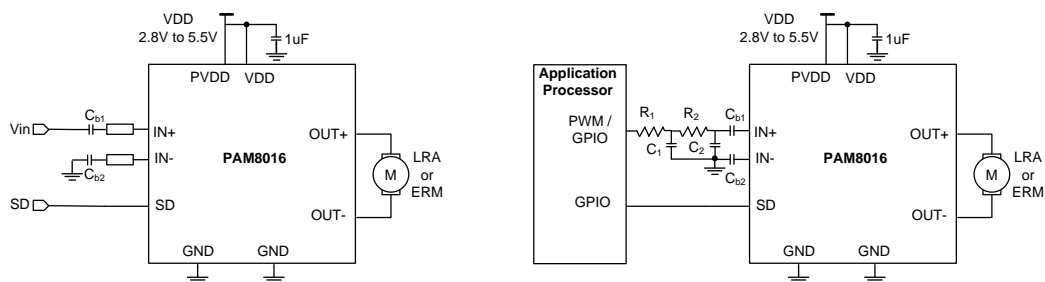 VDD
2.8V to 5.5V
1uF
PVDD
VDD
Cb1
Vin
IN+
OUT+
Cb2
IN-
PAM8016
M
LRA
or
ERM
SD
SD
OUT-
GND
GND
VDD
2.8V to 5.5V
1uF
Application
Processor
PVDD
VDD
PWM /
GPIO
R1
R2
Cb1
IN+
OUT+
C1
C2
IN-
PAM8016
Cb2
M
LRA
or
ERM
GPIO
SD
OUT-
GND
GND